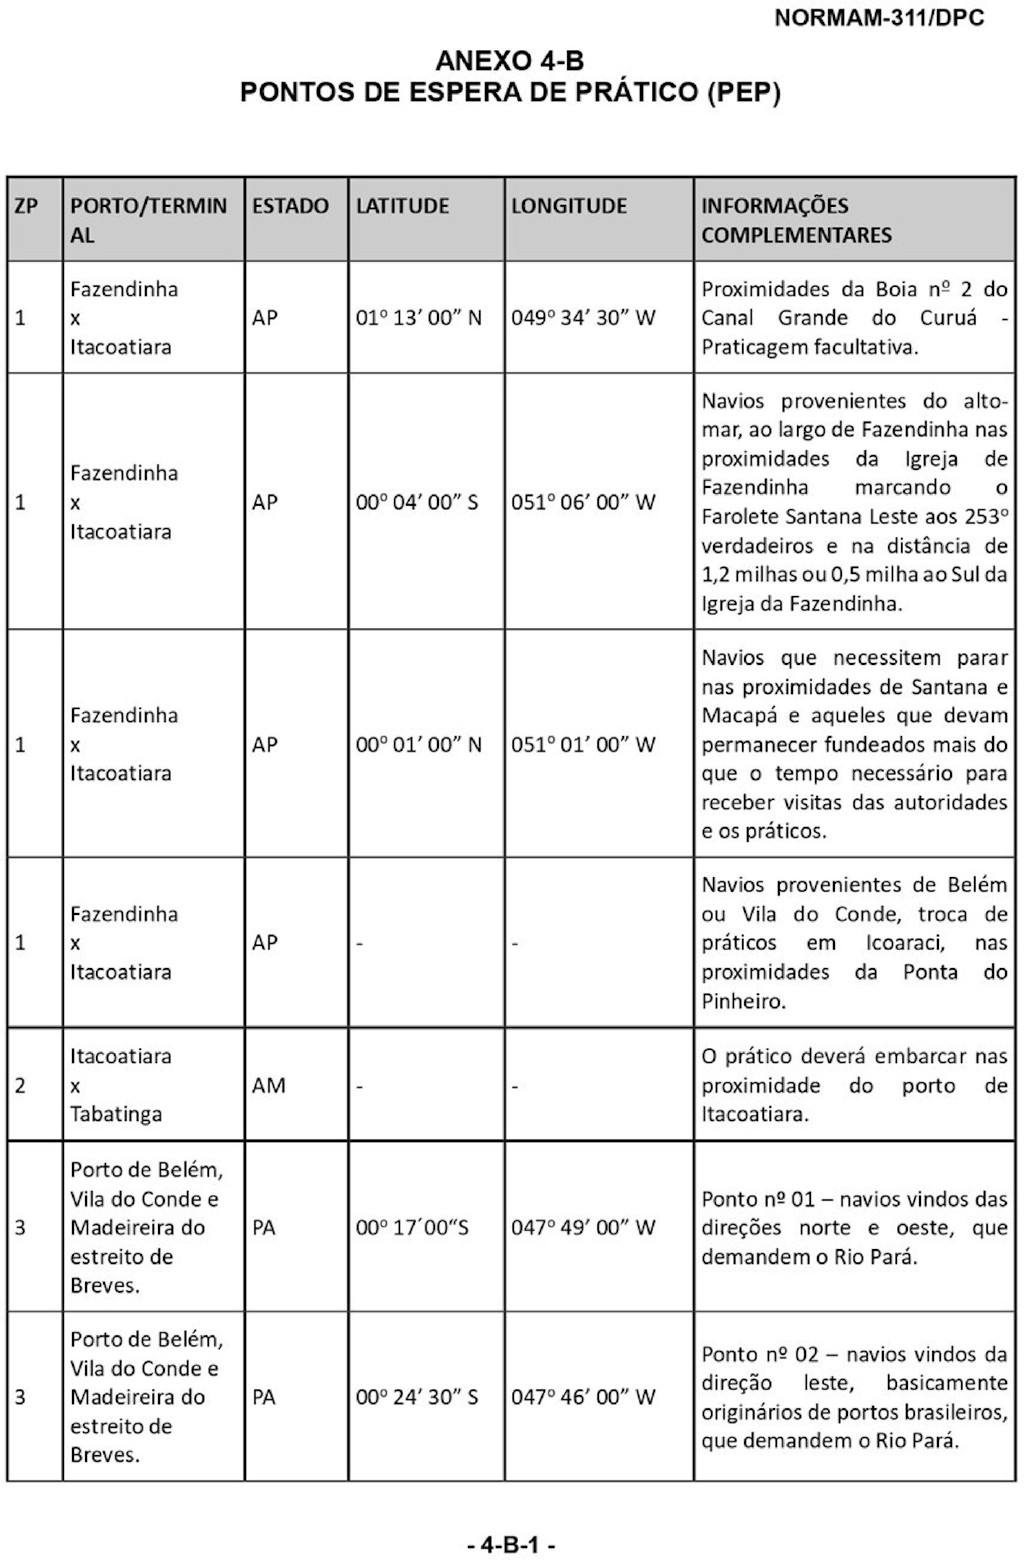 NORMAM-311/DPC
ANEXO 4-B
PONTOS DE ESPERA DE PRÁTICO (PEP)
ZP
PORTO/TERMIN
AL
ESTADO
LATITUDE
LONGITUDE
INFORMAÇÕES
COMPLEMENTARES
1
Fazendinha
x
Itacoatiara
AP
01º 13’ 00” N
049º 34’ 30” W
Proximidades da Boia nº 2 do
Canal Grande do Curuá -
Praticagem facultativa.
1
Fazendinha
x
Itacoatiara
AP
00º 04’ 00” S
051º 06’ 00” W
Navios provenientes do alto-
mar, ao largo de Fazendinha nas
proximidades da Igreja de
Fazendinha marcando o
Farolete Santana Leste aos 253º
verdadeiros e na distância de
1,2 milhas ou 0,5 milha ao Sul da
Igreja da Fazendinha.
1
Fazendinha
x
Itacoatiara
AP
00º 01’ 00” N
051º 01’ 00” W
Navios que necessitem parar
nas proximidades de Santana e
Macapá e aqueles que devam
permanecer fundeados mais do
que o tempo necessário para
receber visitas das autoridades
e os práticos.
1
Fazendinha
x
Itacoatiara
AP
-
-
Navios provenientes de Belém
ou Vila do Conde, troca de
práticos em Icoaraci, nas
proximidades da Ponta do
Pinheiro.
2
Itacoatiara
x
Tabatinga
AM
-
-
O prático deverá embarcar nas
proximidade do porto de
Itacoatiara.
3
Porto de Belém,
Vila do Conde e
Madeireira do
estreito de
Breves.
PA
00º 17´00“S
047º 49’ 00” W
Ponto nº 01 – navios vindos das
direções norte e oeste, que
demandem o Rio Pará.
3
Porto de Belém,
Vila do Conde e
Madeireira do
estreito de
Breves.
PA
00º 24’ 30” S
047º 46’ 00” W
Ponto nº 02 – navios vindos da
direção leste, basicamente
originários de portos brasileiros,
que demandem o Rio Pará.
- 4-B-1 -